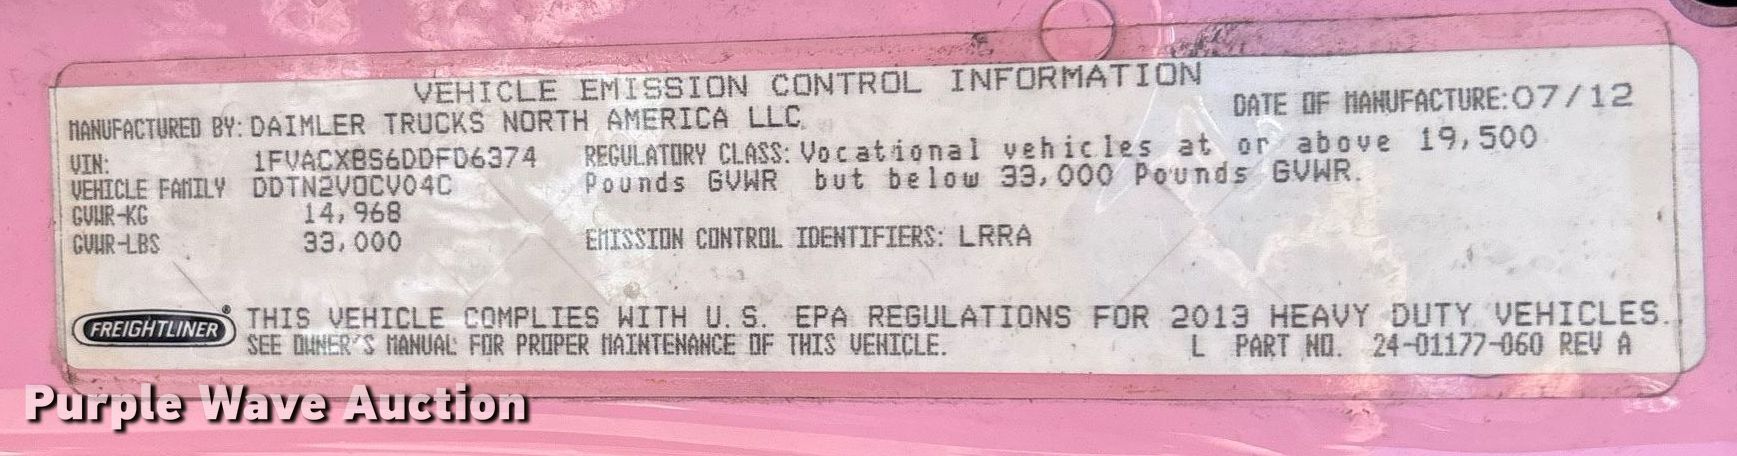 VEHICLE EMISSION CONTROL INFORMATION
MANUFACTURED BY: DAIMLER TRUCKS NORTH AMERICA LLC
DATE OF MANUFACTURE: 07/12
VIN: 1FVACXBS6DDFD6374
VEHICLE FAMILY DDTN2VOCV04C
GVWR-KG 14,968
GVWR-LBS 33,000
REGULATORY CLASS: Vocational vehicles at or above 19,500
Pounds GVWR but below 33,000 Pounds GVWR.
EMISSION CONTROL IDENTIFIERS: LRRA
FREIGHTLINER®
THIS VEHICLE COMPLIES WITH U.S. EPA REGULATIONS FOR 2013 HEAVY DUTY VEHICLES.
SEE OWNER'S MANUAL FOR PROPER MAINTENANCE OF THIS VEHICLE.
L PART NO. 24-01177-060 REV A
Purple Wave Auction